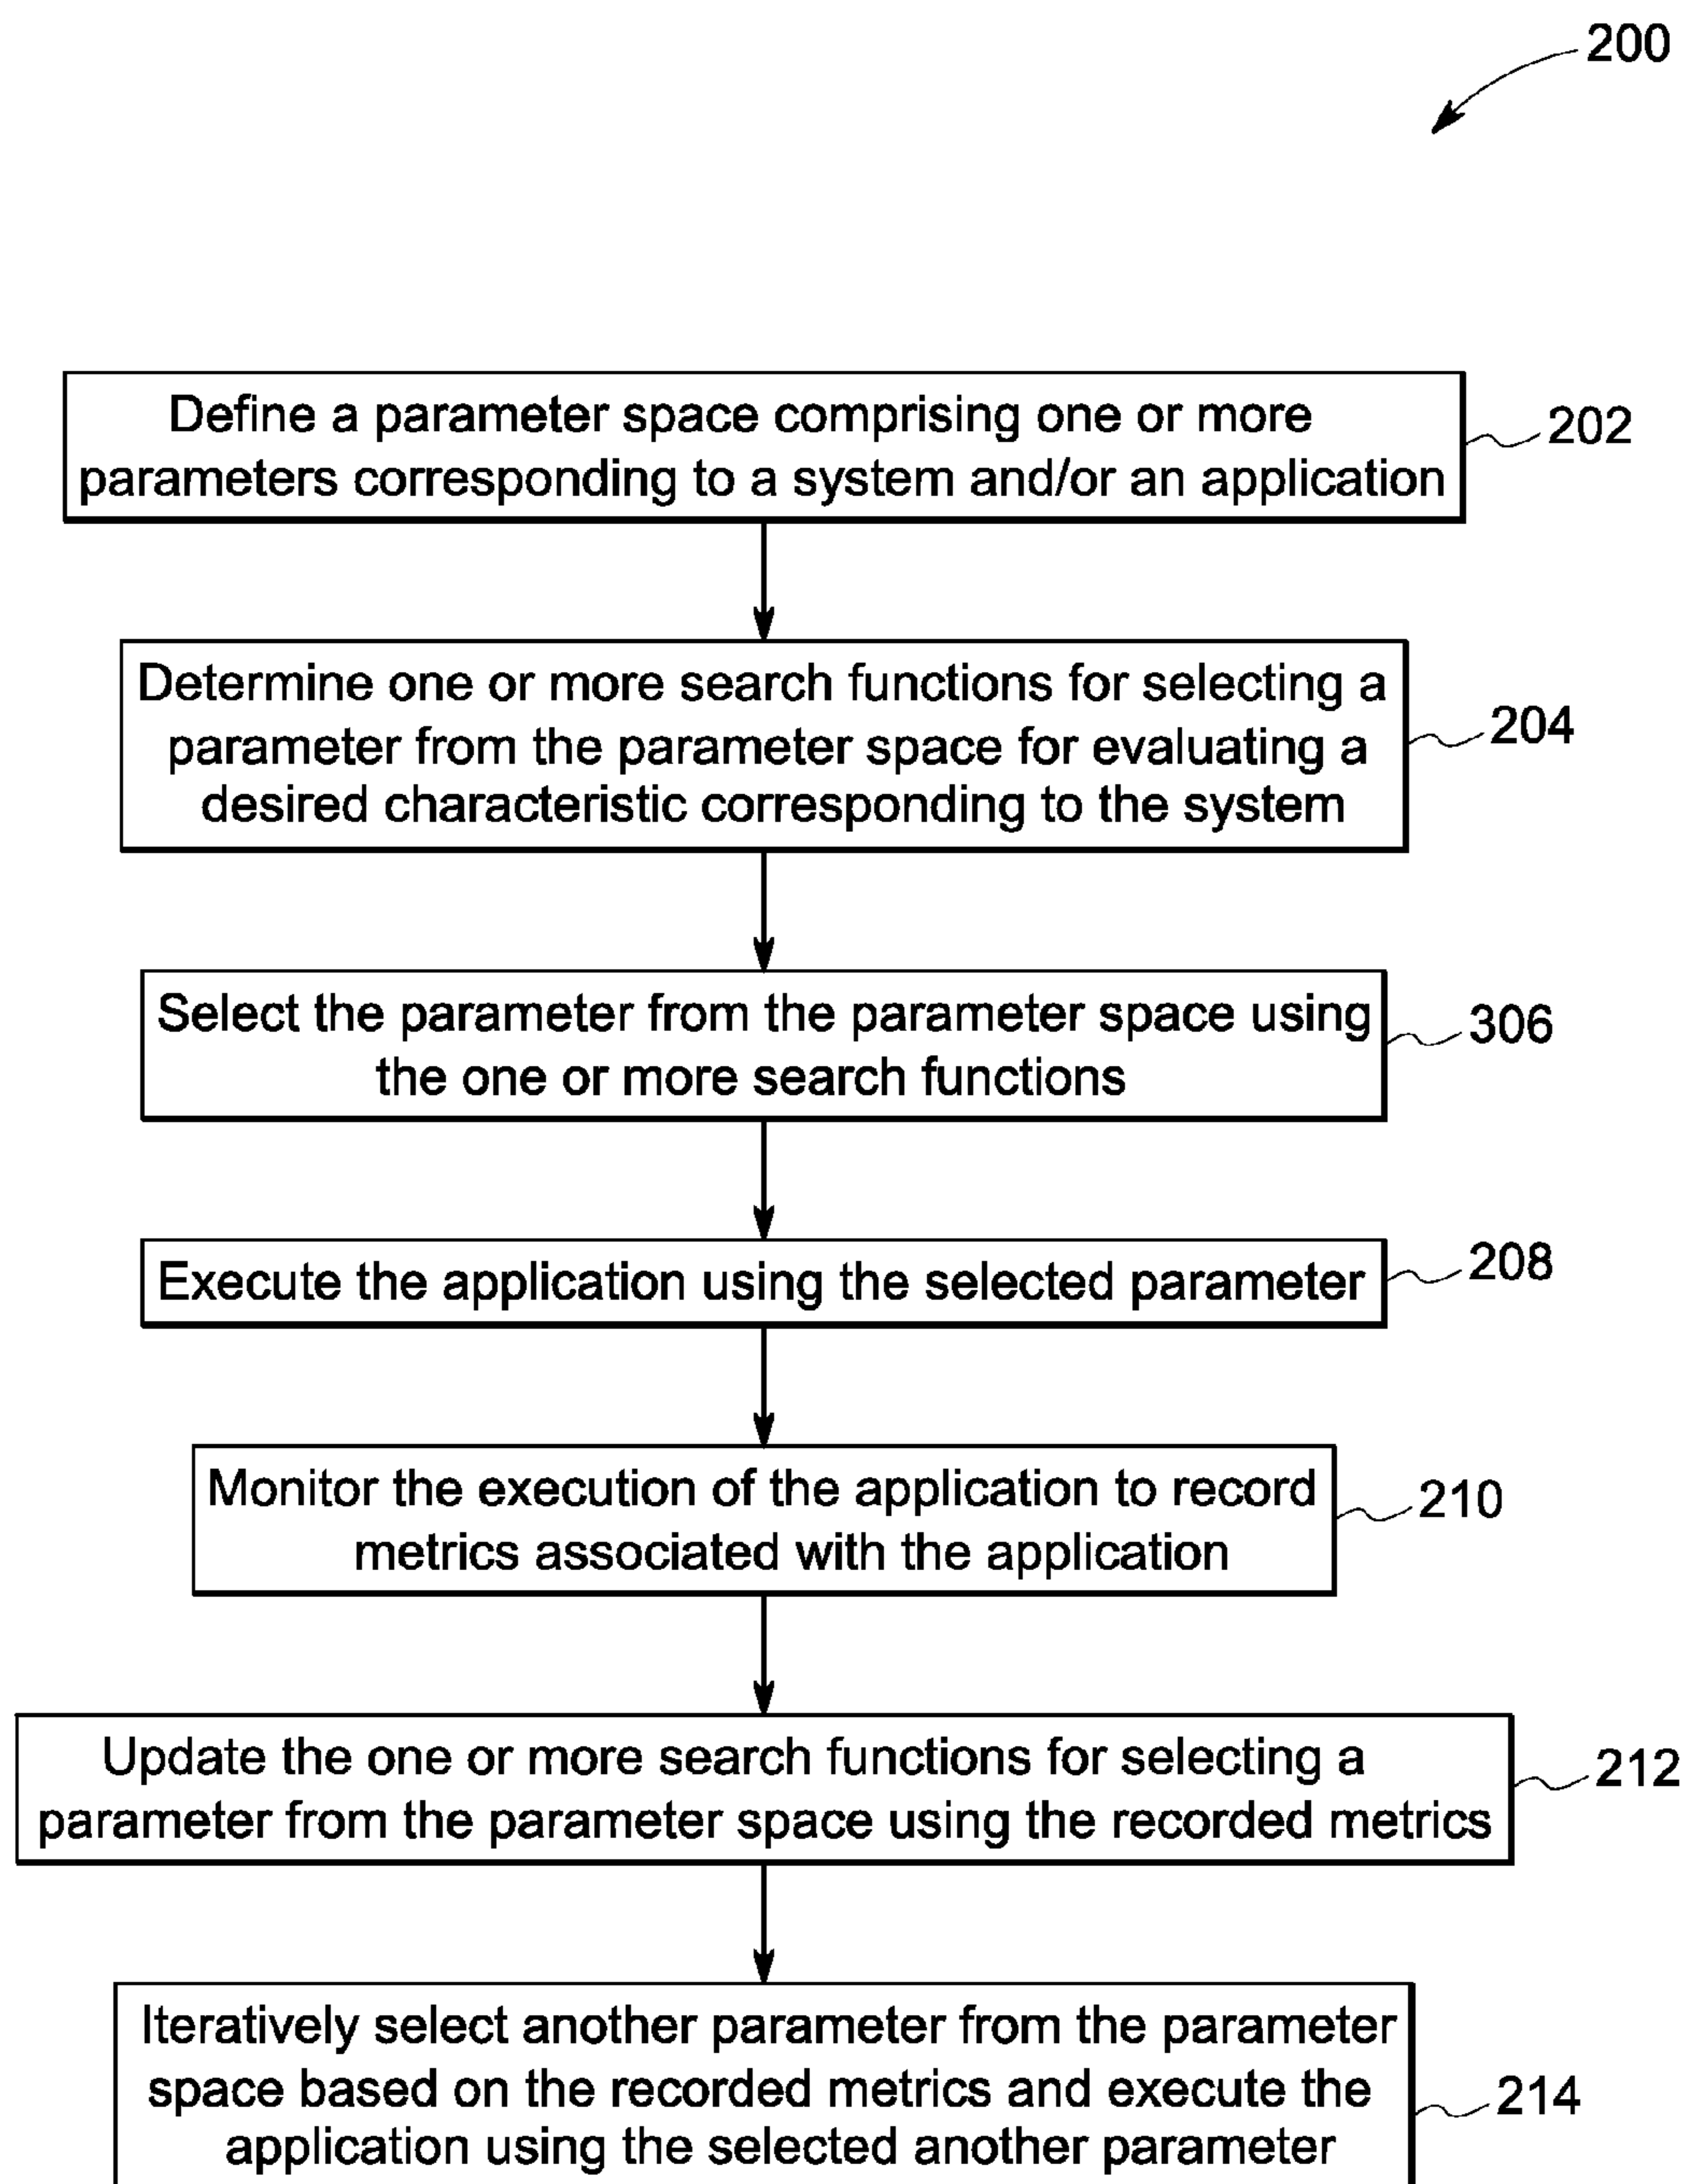 200
Define a parameter space comprising one or more
parameters corresponding to a system and/or an application
202
Determine one or more search functions for selecting a
parameter from the parameter space for evaluating a
desired characteristic corresponding to the system
204
Select the parameter from the parameter space using
the one or more search functions
306
Execute the application using the selected parameter
208
Monitor the execution of the application to record
metrics associated with the application
210
Update the one or more search functions for selecting a
parameter from the parameter space using the recorded metrics
212
Iteratively select another parameter from the parameter
space based on the recorded metrics and execute the
application using the selected another parameter
214